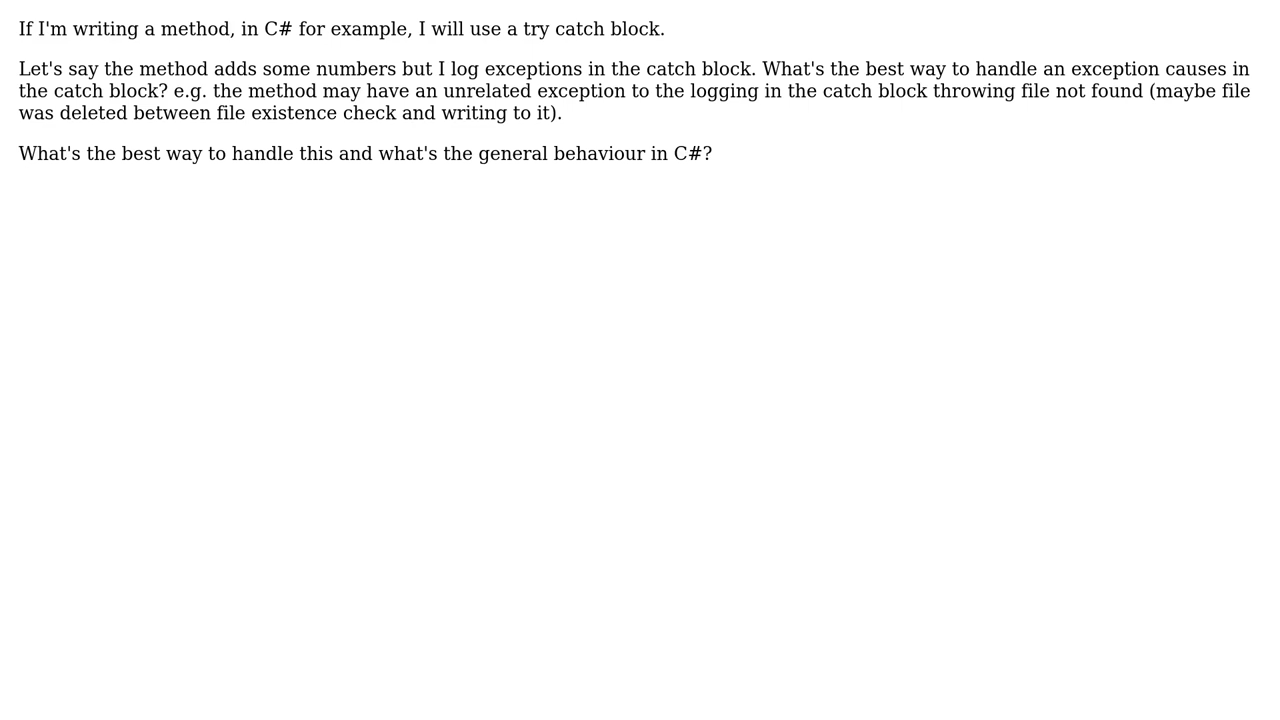 If I'm writing a method, in C# for example, I will use a try catch block.
Let's say the method adds some numbers but I log exceptions in the catch block. What's the best way to handle an exception causes in
the catch block? e.g. the method may have an unrelated exception to the logging in the catch block throwing file not found (maybe file
was deleted between file existence check and writing to it).
What's the best way to handle this and what's the general behaviour in C#?